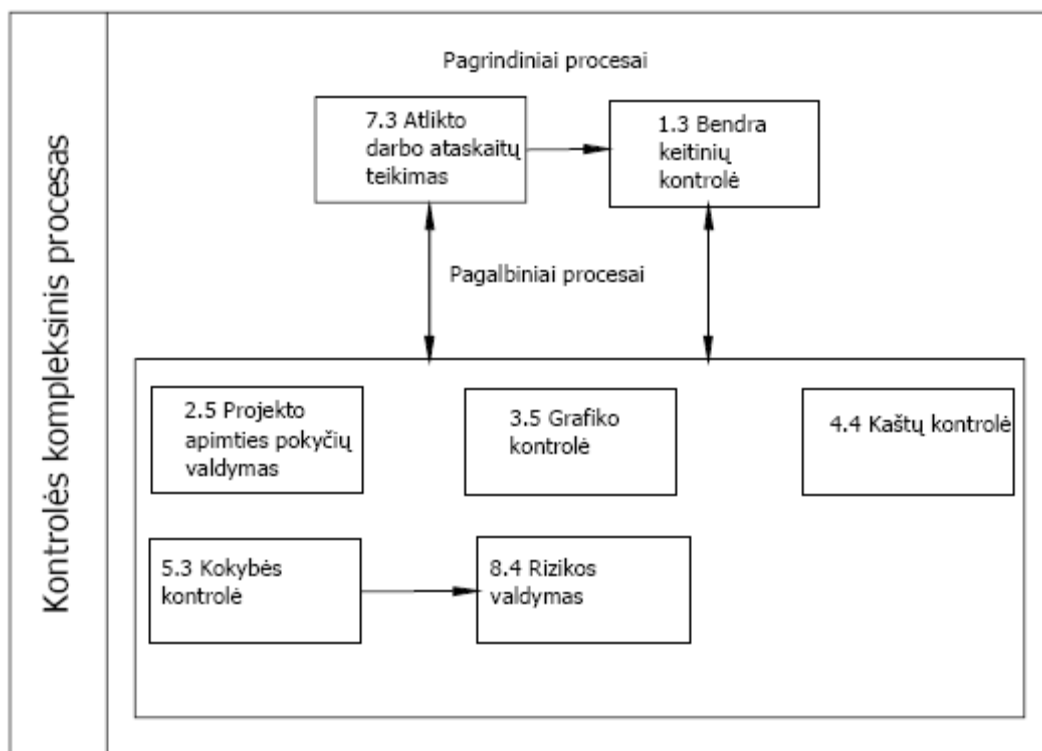 Kontrolės kompleksinis procesas
Pagrindiniai procesai
7.3 Atlikto
darbo ataskaitų
teikimas
1.3 Bendra
keitinių
kontrolė
Pagalbiniai procesai
2.5 Projekto
apimties pokyčių
valdymas
3.5 Grafiko
kontrolė
4.4 Kaštų kontrolė
5.3 Kokybės
kontrolė
8.4 Rizikos
valdymas